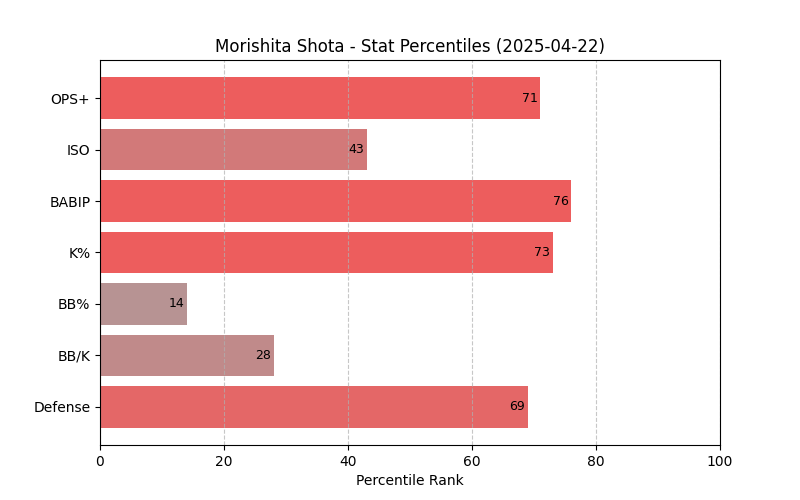 Morishita Shota - Stat Percentiles (2025-04-22)
OPS+ 71
ISO 43
BABIP 76
K% 73
BB% 14
BB/K 28
Defense 69
0 20 40 60 80 100
Percentile Rank